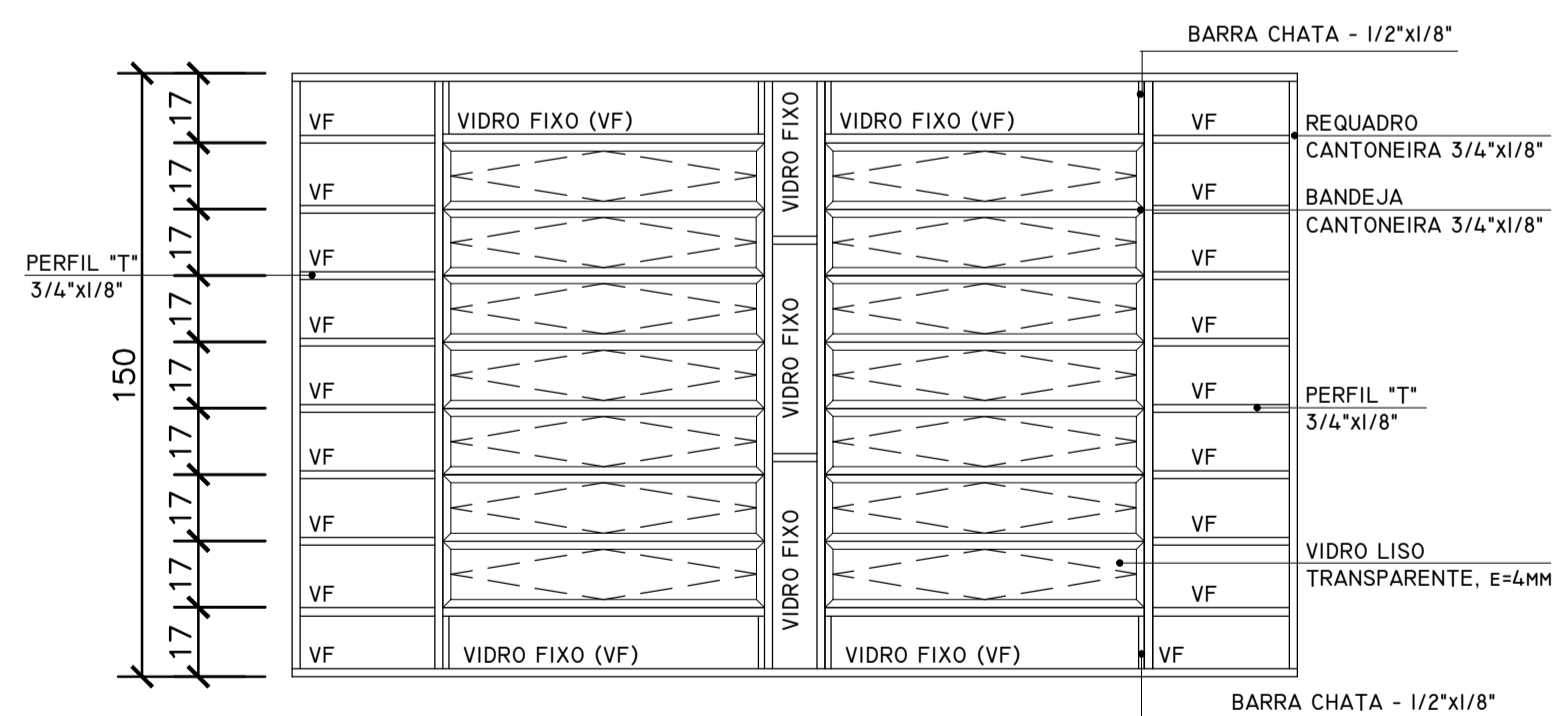 BARRA CHATA - 1/2"x1/8"
17
VF
VIDRO FIXO (VF)
VIDRO FIXO
VIDRO FIXO (VF)
VF
REQUADRO
CANTONEIRA 3/4"x1/8"
17
VF
VF
BANDEJA
CANTONEIRA 3/4"x1/8"
17
VF
VF
PERFIL "T"
3/4"x1/8"
17
VF
VIDRO FIXO
VF
150
17
VF
VF
PERFIL "T"
3/4"x1/8"
17
VF
VF
17
VF
VIDRO FIXO
VF
VIDRO LISO
TRANSPARENTE, E=4MM
17
VF
VF
17
VF
VIDRO FIXO (VF)
VIDRO FIXO (VF)
VF
BARRA CHATA - 1/2"x1/8"